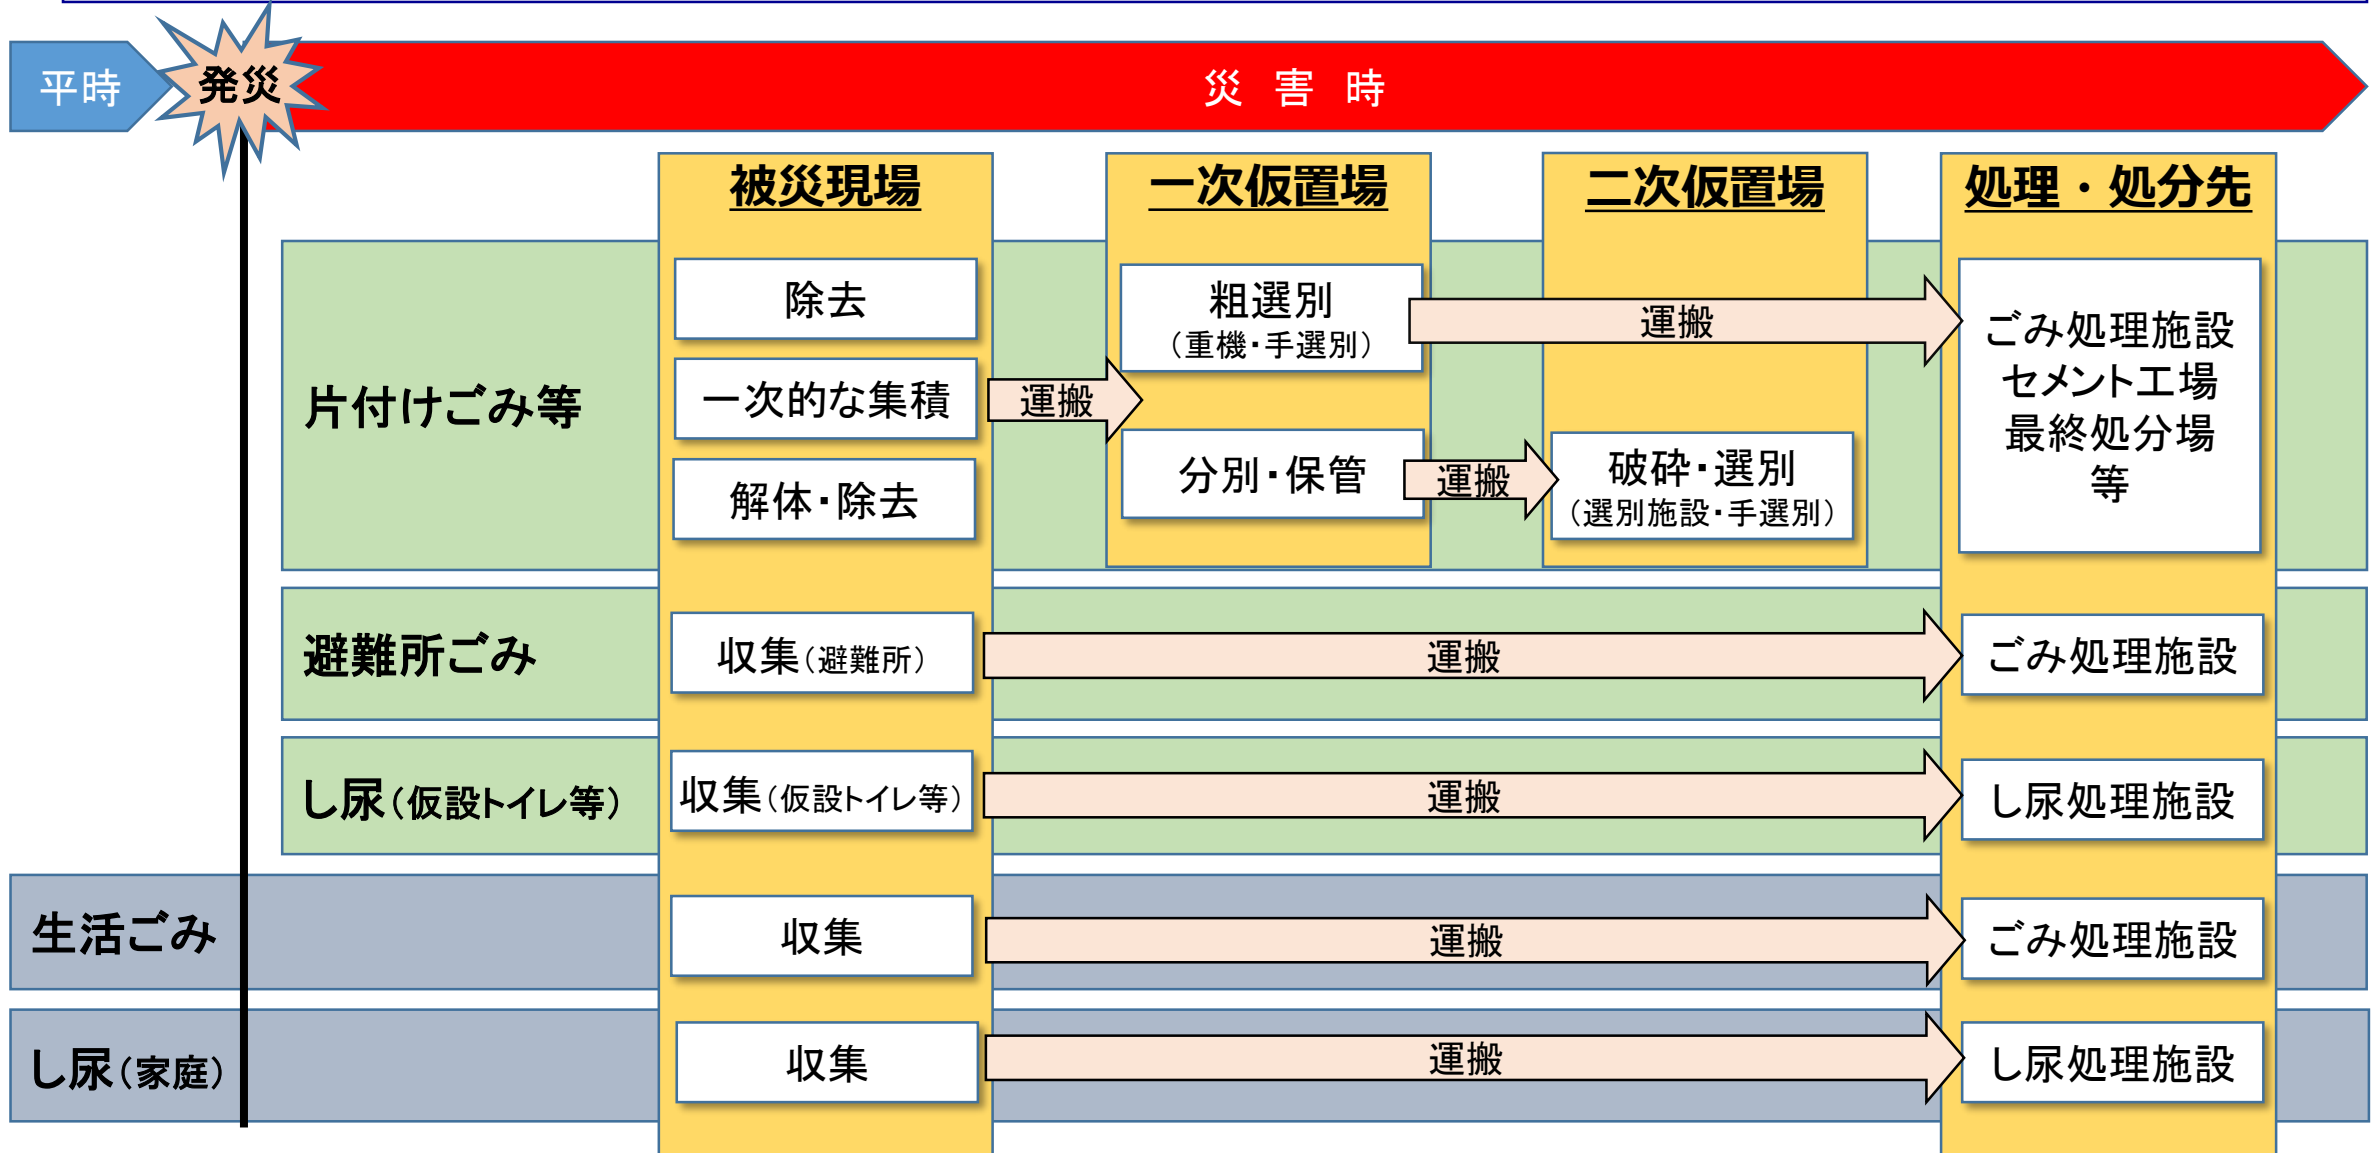 平時
発災
災 害 時
被災現場
一次仮置場
二次仮置場
処理・処分先
片付けごみ等
除去
一次的な集積
解体・除去
運搬
粗選別
（重機・手選別）
分別・保管
運搬
運搬
破砕・選別
（選別施設・手選別）
ごみ処理施設
セメント工場
最終処分場
等
避難所ごみ
収集（避難所）
運搬
ごみ処理施設
し尿（仮設トイレ等）
収集（仮設トイレ等）
運搬
し尿処理施設
生活ごみ
収集
運搬
ごみ処理施設
し尿（家庭）
収集
運搬
し尿処理施設